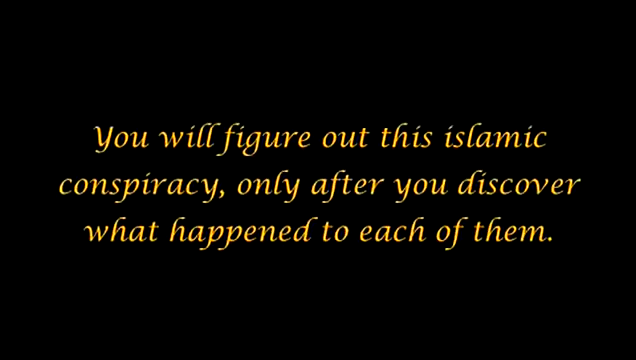 You will figure out this islamic
conspiracy, only after you discover
what happened to each of them.